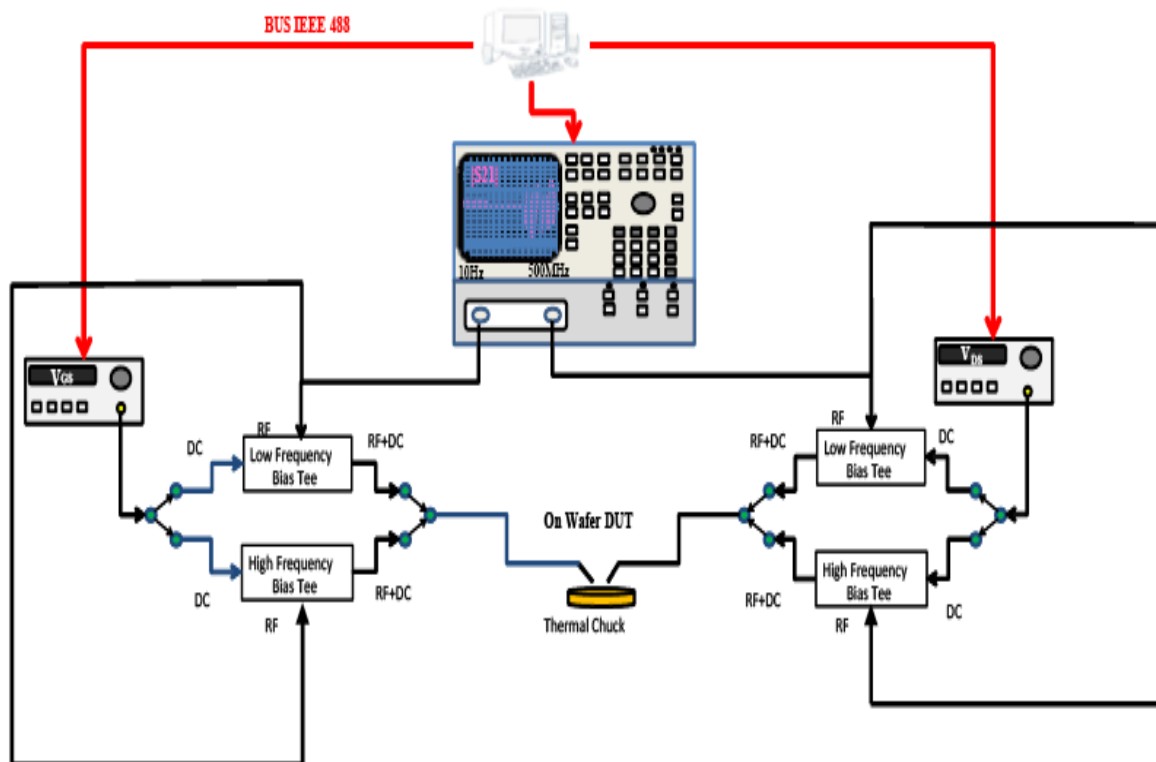 BUS IEEE 488
|S21|
10Hz
500MHz
VGS
VDS
RF
DC
Low Frequency
Bias Tee
RF+DC
High Frequency
Bias Tee
DC
RF+DC
RF
On Wafer DUT
Thermal Chuck
RF
RF+DC
Low Frequency
Bias Tee
DC
High Frequency
Bias Tee
RF+DC
DC
RF